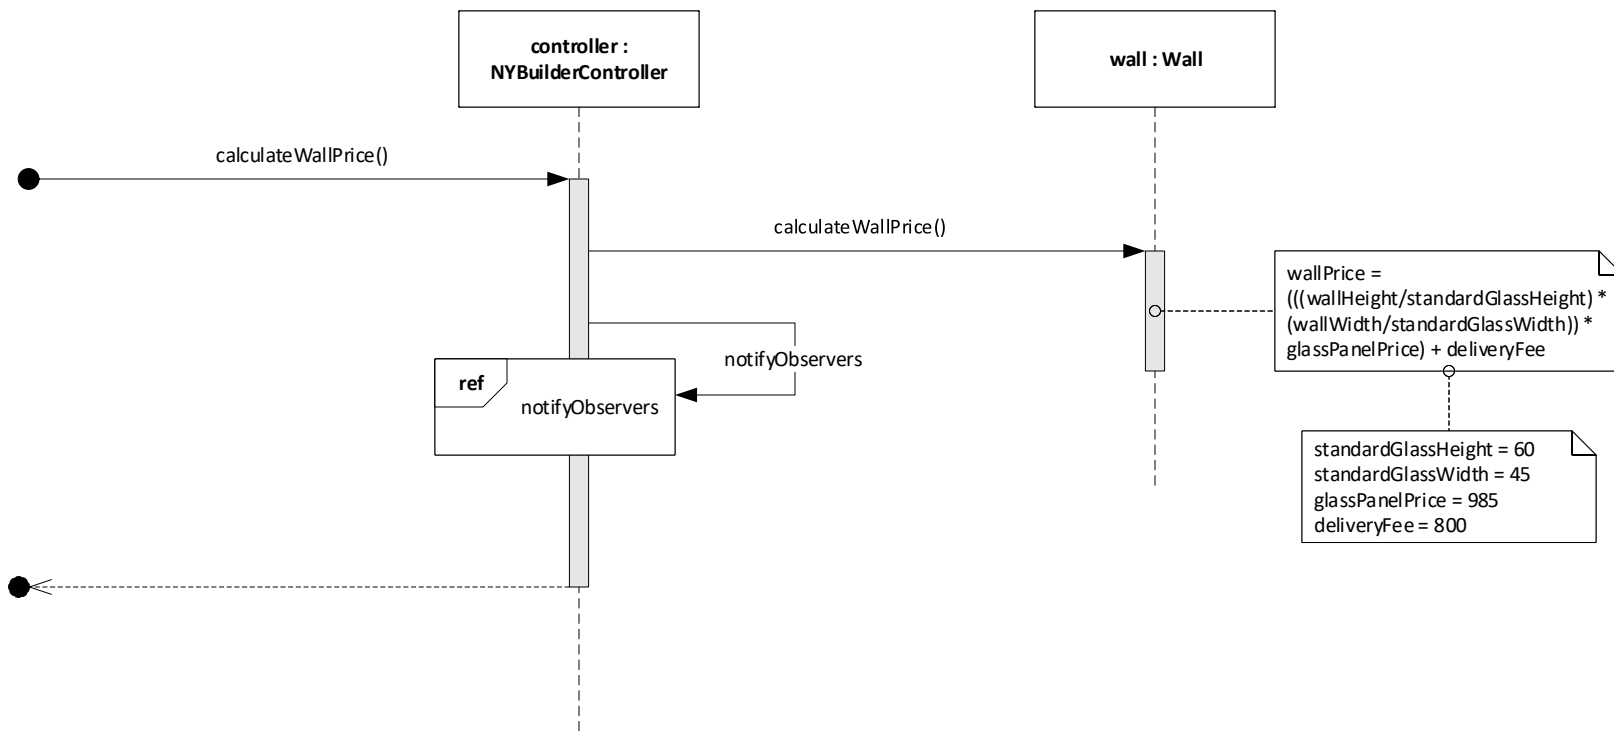 controller :
NYBuilderController
wall : Wall
calculateWallPrice()
calculateWallPrice()
wallPrice =
(((wallHeight/standardGlassHeight) *
(wallWidth/standardGlassWidth)) *
glassPanelPrice) + deliveryFee
notifyObservers
ref
notifyObservers
standardGlassHeight = 60
standardGlassWidth = 45
glassPanelPrice = 985
deliveryFee = 800